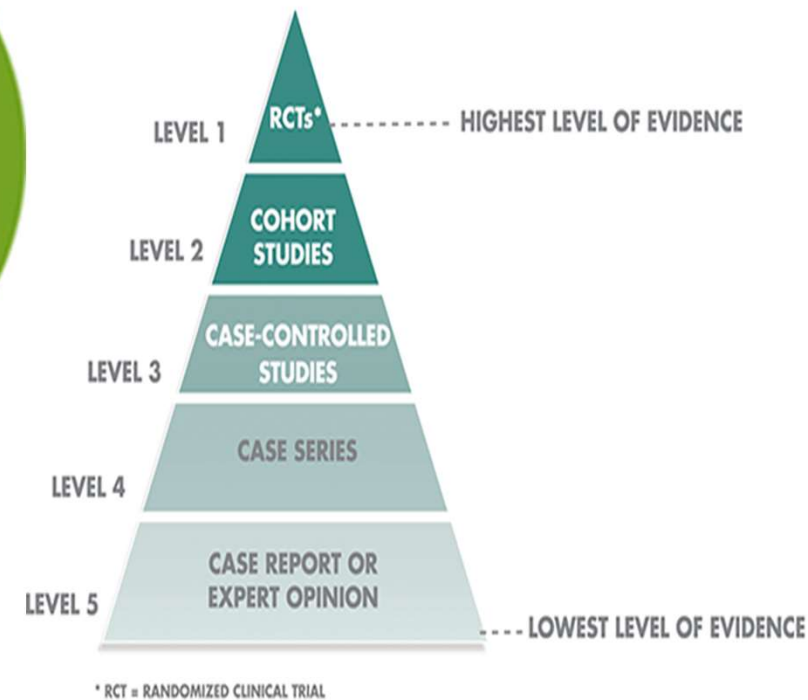 LEVEL 1
RCTs*
HIGHEST LEVEL OF EVIDENCE
LEVEL 2
COHORT
STUDIES
LEVEL 3
CASE-CONTROLLED
STUDIES
LEVEL 4
CASE SERIES
LEVEL 5
CASE REPORT OR
EXPERT OPINION
LOWEST LEVEL OF EVIDENCE
* RCT = RANDOMIZED CLINICAL TRIAL